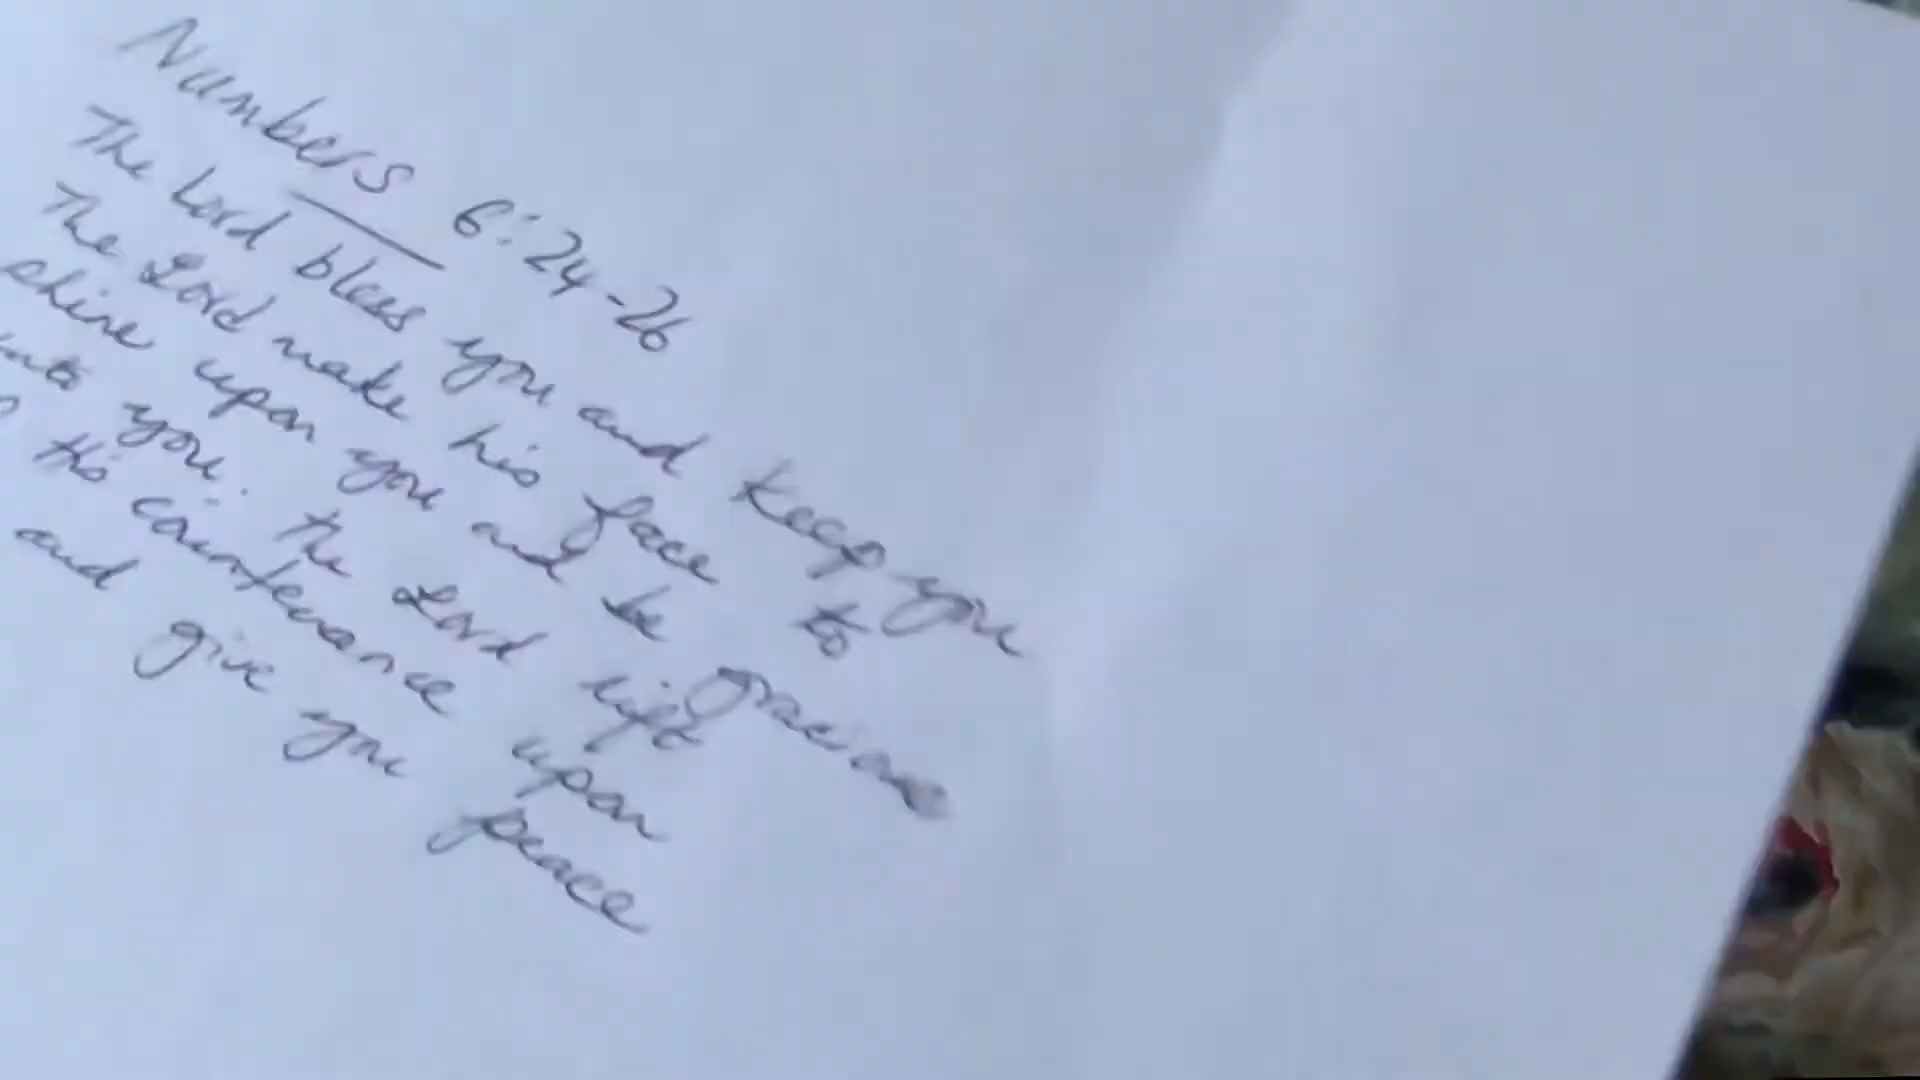 Numbers 6:24-26
The Lord bless you and keep you
The Lord make his face to
shine upon you and be gracious
unto you. The Lord lift
his countenance upon
and give you peace